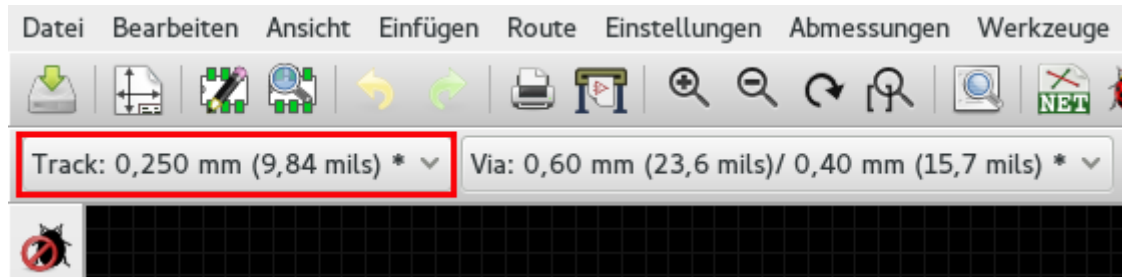 Datei Bearbeiten Ansicht Einfügen Route Einstellungen Abmessungen Werkzeuge
NET
Track: 0,250 mm (9,84 mils) * Via: 0,60 mm (23,6 mils)/ 0,40 mm (15,7 mils) *